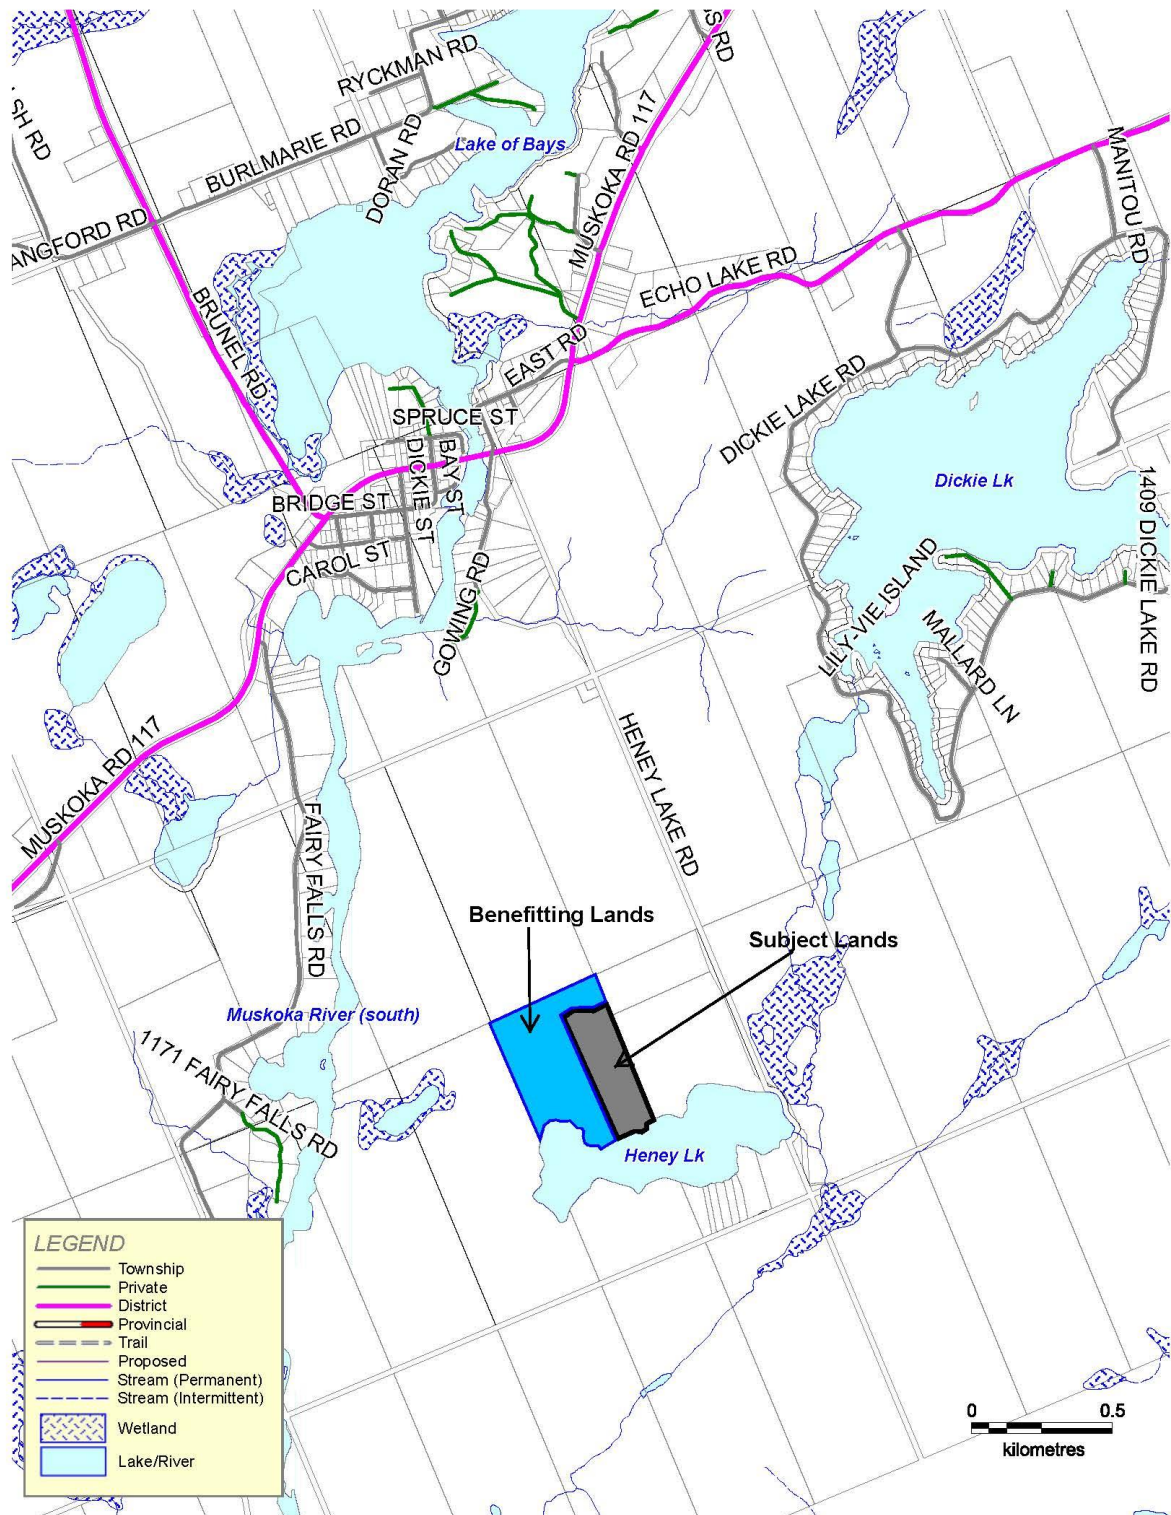 RYCKMAN RD
SS RD
SH RD
BURLMARIE RD
DORAN RD
Lake of Bays
MUSKOKA RD 117
MANITOU RD
ANGFORD RD
BRUNEL RD
ECHO LAKE RD
EAST RD
DICKIE LAKE RD
SPRUCE ST
DICKIE ST
BAY ST
BRIDGE ST
CAROL ST
Dickie Lk
1409 DICKIE LAKE RD
GOWING RD
LILY-VIE ISLAND
MALLARD LN
MUSKOKA RD 117
HENEY LAKE RD
FAIRY FALLS RD
Benefitting Lands
Subject Lands
Muskoka River (south)
1171 FAIRY FALLS RD
Heney Lk
LEGEND
Township
Private
District
Provincial
Trail
Proposed
Stream (Permanent)
Stream (Intermittent)
Wetland
Lake/River
0 0.5
kilometres